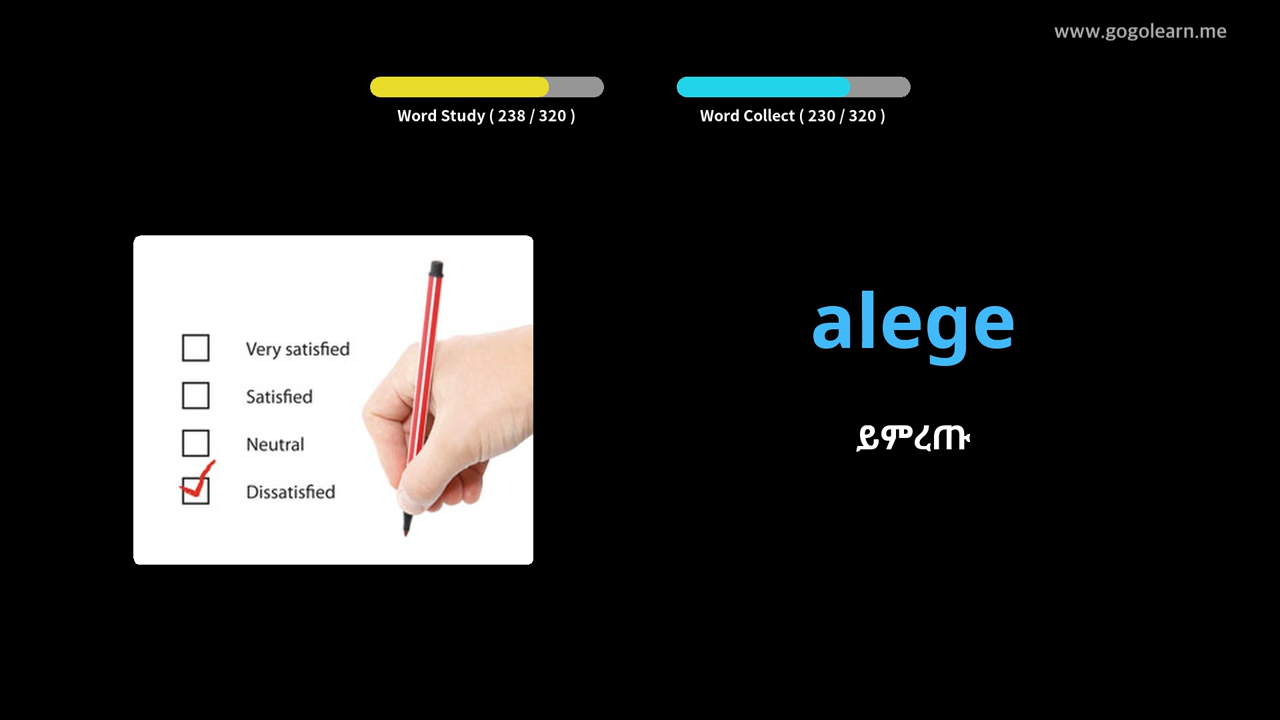 www.gogolearn.me
Word Study ( 238 / 320 )
Word Collect ( 230 / 320 )
Very satisfied
Satisfied
Neutral
Dissatisfied
alege
ይምረጡ